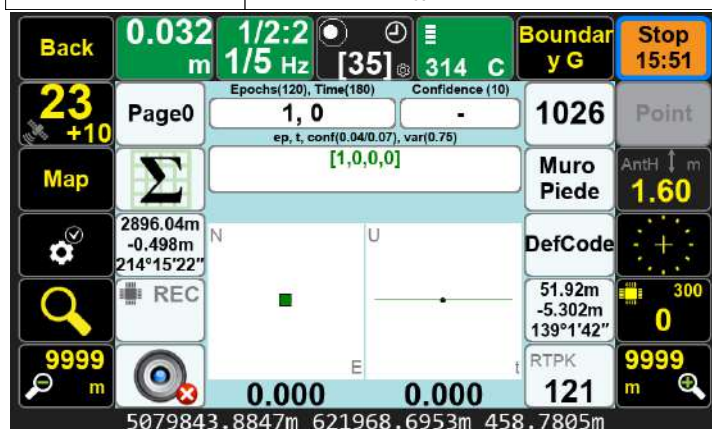 Back
0.032
m
1/2:2
1/5 Hz
[35]
314 C
Boundar
y G
Stop
15:51
23
+10
Page0
Epochs(120), Time(180)
Confidence (10)
1, 0
-
ep, t, conf(0.04/0.07), var(0.75)
1026
Point
Map
Σ
[1,0,0,0]
Muro
Piede
AntH m
1.60
2896.04m
-0.498m
214°15'22"
N
U
DefCode
REC
51.92m
-5.302m
139°1'42"
300
0
9999
m
E
t
0.000
0.000
RTPK
121
9999
m
5079843.8847m 621968.6953m 458.7805m